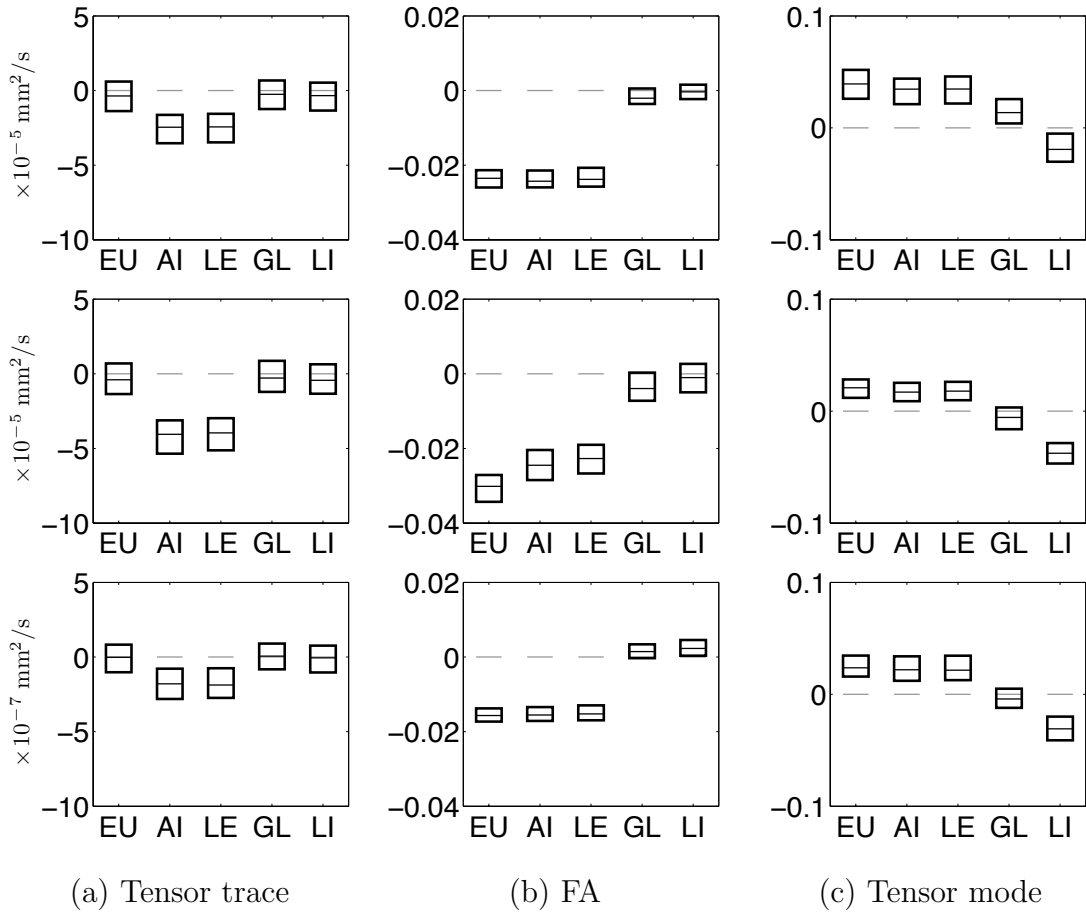 5 0.02 0.1
0 0
−5 −0.02 0
−10 −0.04 −0.1
×10⁻⁵ mm²/s
EU AI LE GL LI EU AI LE GL LI EU AI LE GL LI
5 0.02 0.1
0 0
−5 −0.02 0
−10 −0.04 −0.1
×10⁻⁵ mm²/s
EU AI LE GL LI EU AI LE GL LI EU AI LE GL LI
5 0.02 0.1
0 0
−5 −0.02 0
−10 −0.04 −0.1
×10⁻⁷ mm²/s
EU AI LE GL LI EU AI LE GL LI EU AI LE GL LI
(a) Tensor trace (b) FA (c) Tensor mode